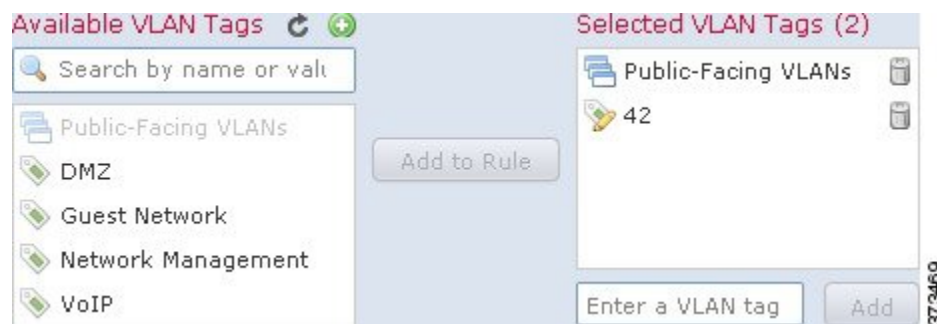 Available VLAN Tags
Search by name or valu
Public-Facing VLANs
DMZ
Guest Network
Network Management
VoIP
Add to Rule
Selected VLAN Tags (2)
Public-Facing VLANs
42
Enter a VLAN tag
Add
373469